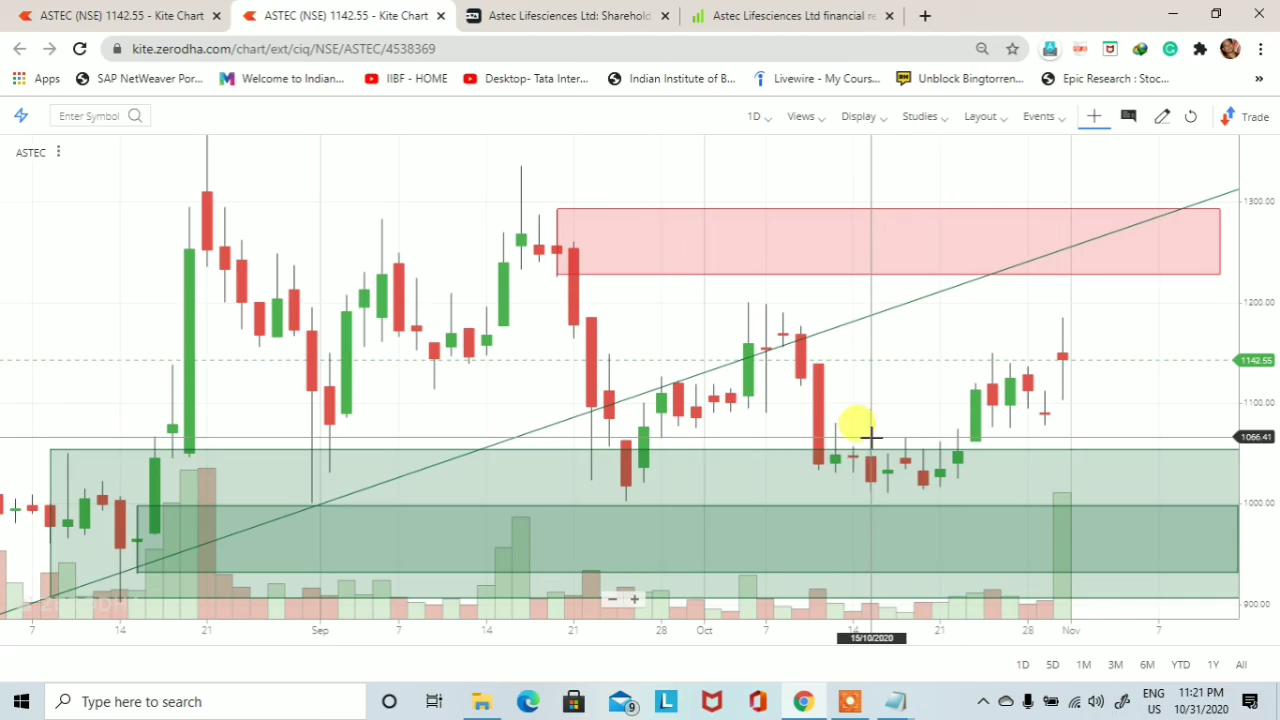 ASTEC (NSE) 1142.55 - Kite Chart
ASTEC (NSE) 1142.55 - Kite Chart
Astec Lifesciences Ltd: Sharehold
Astec Lifesciences Ltd financial re
kite.zerodha.com/chart/ext/ciq/NSE/ASTEC/4538369
Apps
SAP NetWeaver Por...
Welcome to Indian...
IIBF - HOME
Desktop- Tata Inter...
Indian Institute of B...
Livewire - My Cours...
Unblock Bingtorren...
Epic Research : Stoc...
»
Enter Symbol
1D
Views
Display
Studies
Layout
Events
Trade
ASTEC
1300.00
1200.00
1142.55
1100.00
1066.41
1000.00
900.00
7
14
21
Sep
7
14
21
28
Oct
7
14
21
28
Nov
7
15/10/2020
1D
5D
1M
3M
6M
YTD
1Y
All
Type here to search
9
ENG
US
11:21 PM
10/31/2020